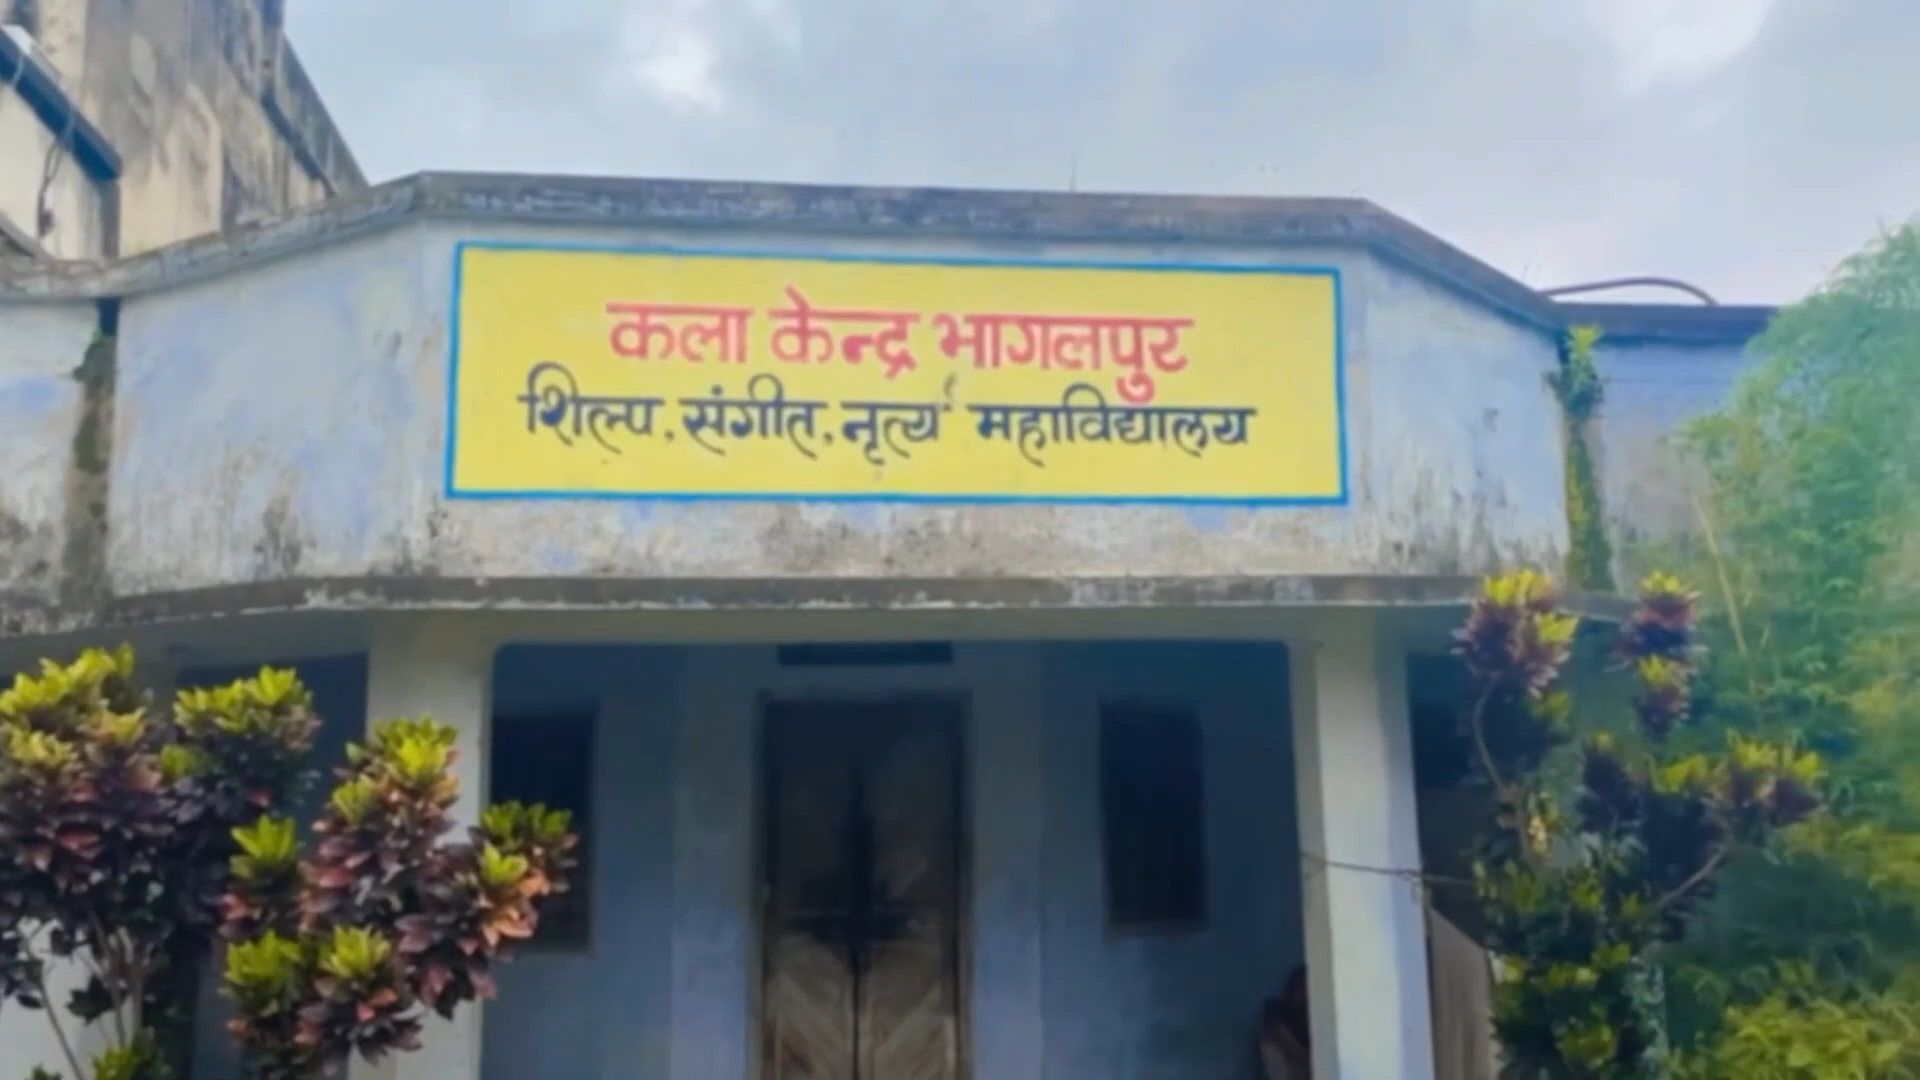 कला केन्द्र भागलपुर
शिल्प, संगीत, नृत्य महाविद्यालय